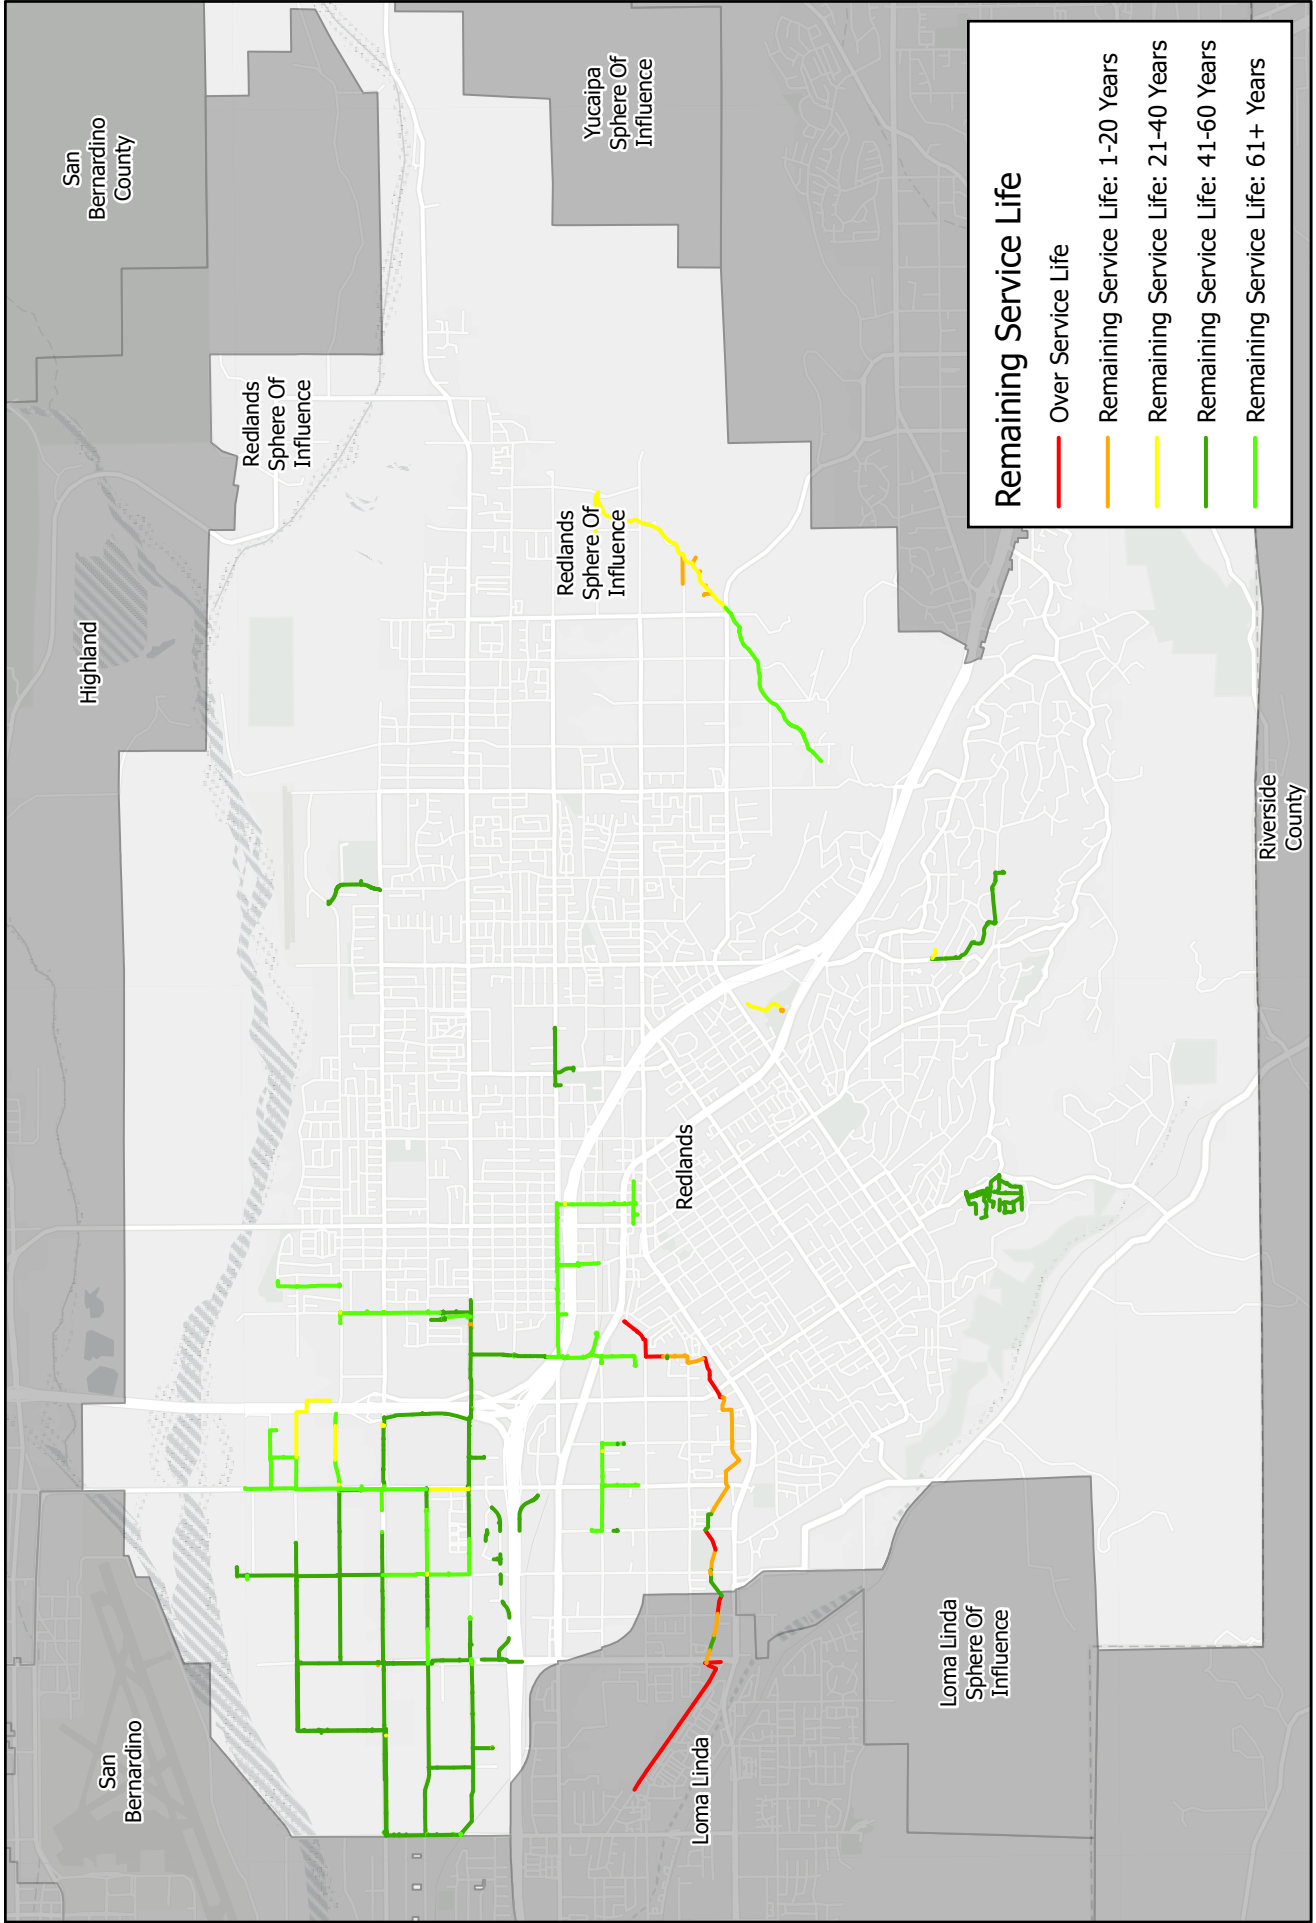 San
Bernardino
Highland
San
Bernardino
County
Redlands
Sphere Of
Influence
Yucaipa
Sphere Of
Influence
Redlands
Sphere Of
Influence
Redlands
Loma Linda
Loma Linda
Sphere Of
Influence
Riverside
County
Remaining Service Life
Over Service Life
Remaining Service Life: 1-20 Years
Remaining Service Life: 21-40 Years
Remaining Service Life: 41-60 Years
Remaining Service Life: 61+ Years